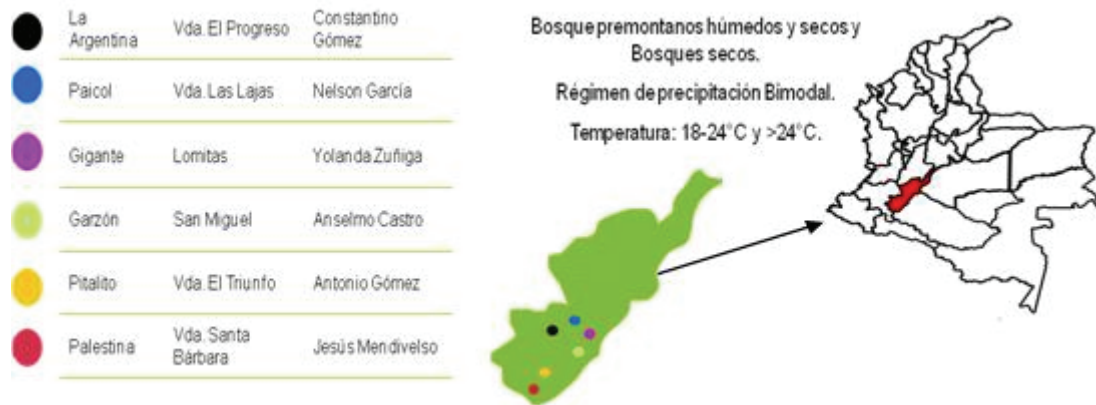 La Argentina Vda. El Progreso Constantino Gómez
Paicol Vda. Las Lajas Nelson García
Gigante Lomitas Yolanda Zuñiga
Garzón San Miguel Anselmo Castro
Pitalito Vda. El Triunfo Antonio Gómez
Palestina Vda. Santa Bárbara Jesús Mendivelso
Bosque premontanos húmedos y secos y
Bosques secos.
Régimen de precipitación Bimodal.
Temperatura: 18-24°C y >24°C.